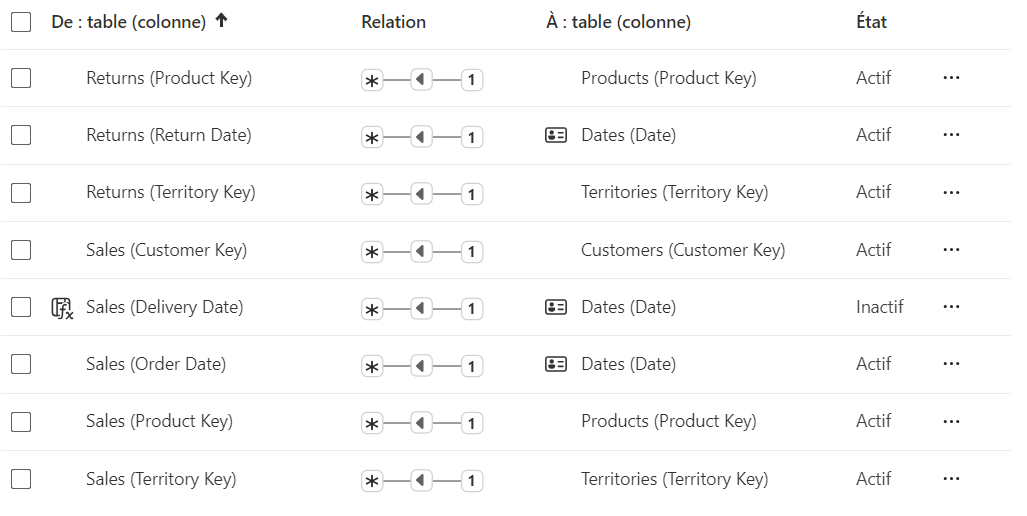 De : table (colonne) ↑ Relation À : table (colonne) État
Returns (Product Key) * 1 Products (Product Key) Actif ...
Returns (Return Date) * 1 Dates (Date) Actif ...
Returns (Territory Key) * 1 Territories (Territory Key) Actif ...
Sales (Customer Key) * 1 Customers (Customer Key) Actif ...
Sales (Delivery Date) * 1 Dates (Date) Inactif ...
Sales (Order Date) * 1 Dates (Date) Actif ...
Sales (Product Key) * 1 Products (Product Key) Actif ...
Sales (Territory Key) * 1 Territories (Territory Key) Actif ...